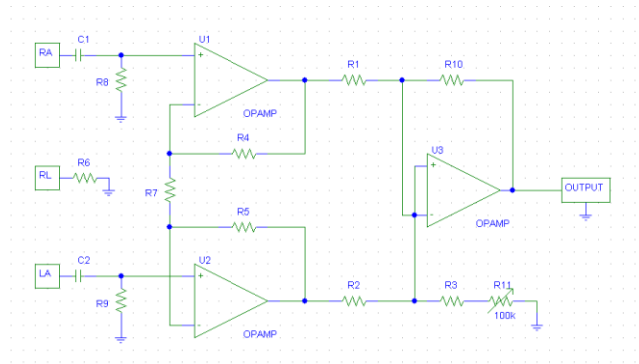 RA
C1
R8
+
-
U1
OPAMP
R1
R10
R4
R7
R5
RL
R6
LA
C2
R9
+
-
U2
OPAMP
R2
U3
+
-
OPAMP
OUTPUT
R3
R11
100k